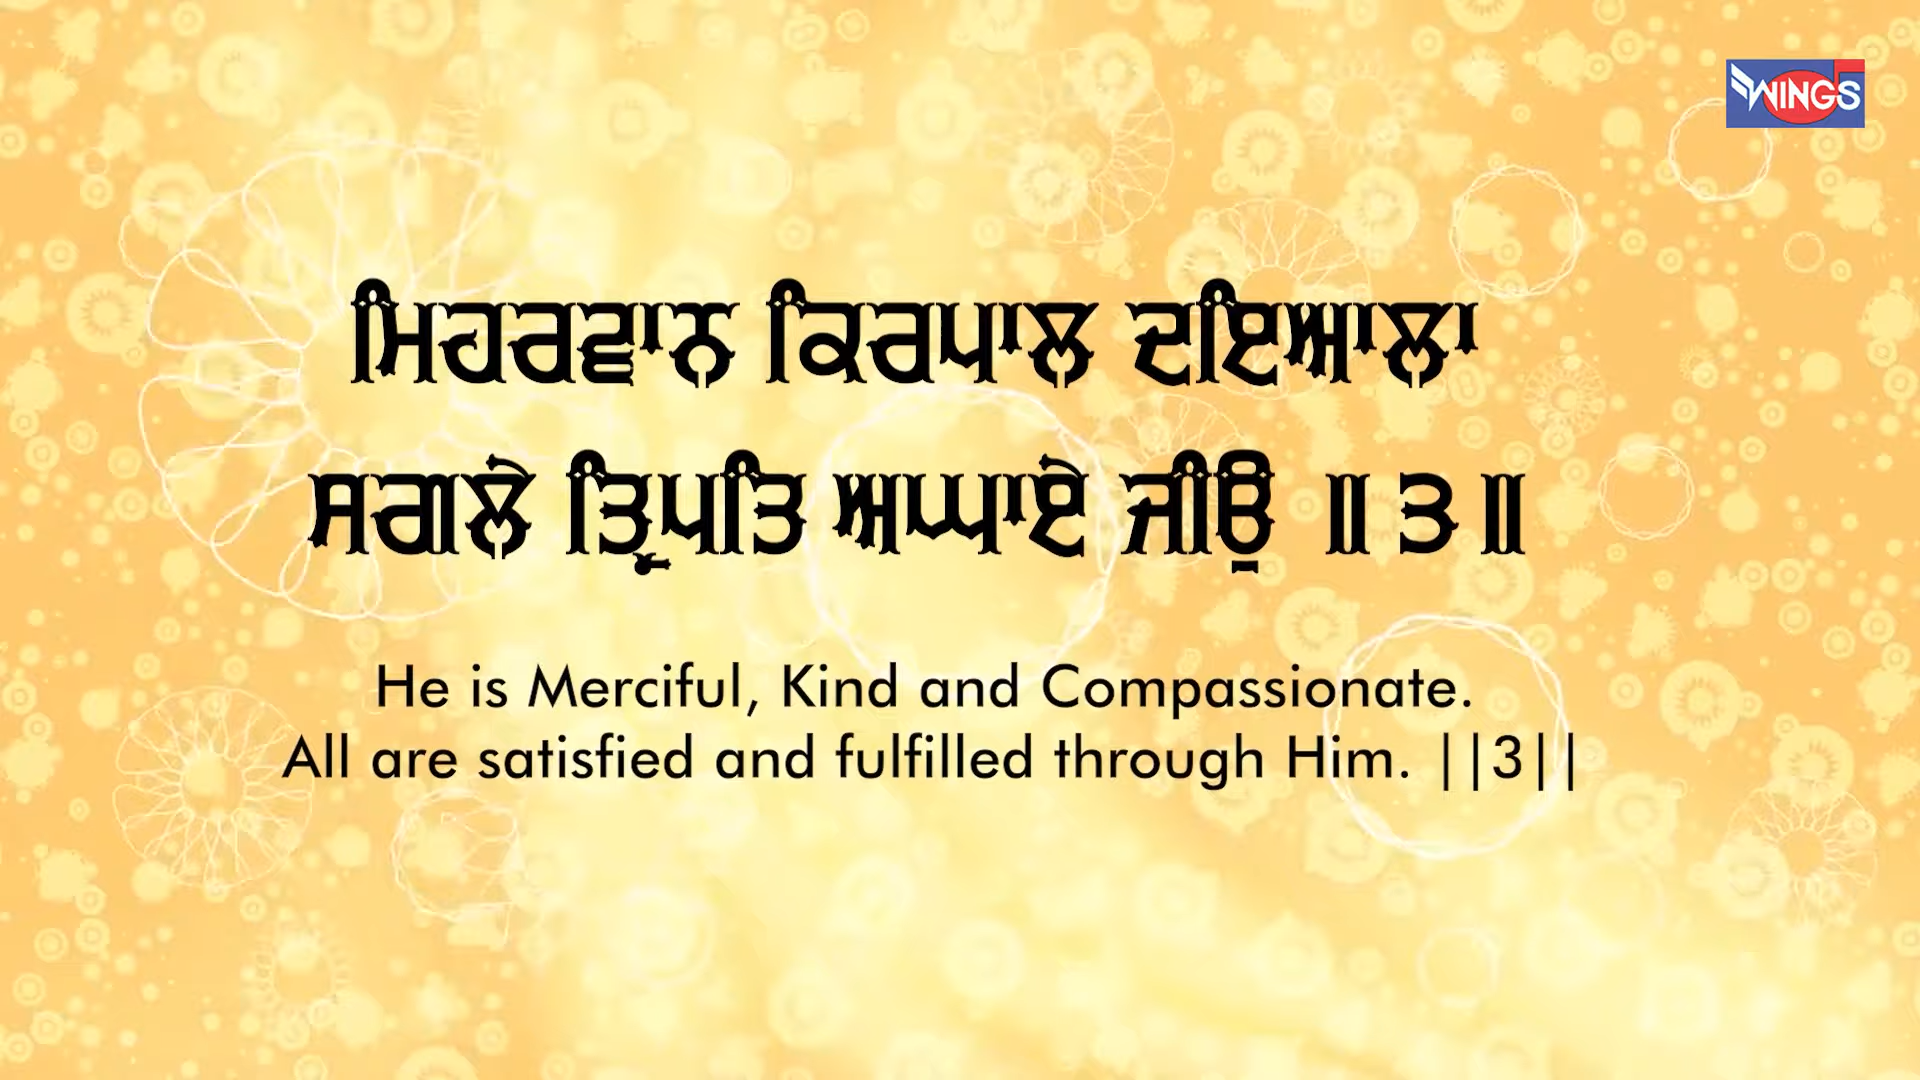 WINGS
ਮਿਹਰਵਾਨ ਕਿਰਪਾਲ ਦਇਆਲਾ
ਸਗਲੇ ਤ੍ਰਿਪਤਿ ਅਘਾਏ ਜੀਉ ॥੩॥
He is Merciful, Kind and Compassionate.
All are satisfied and fulfilled through Him. ||3||